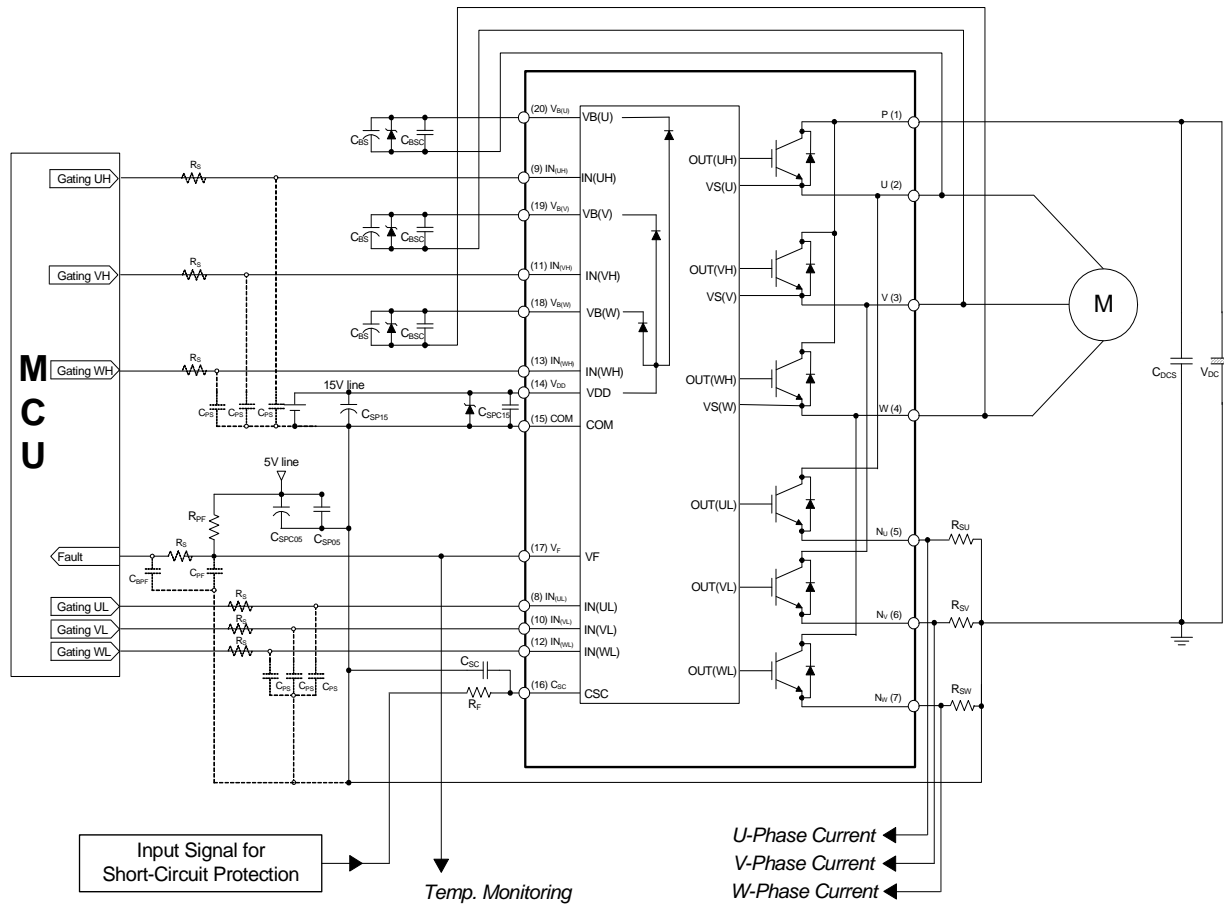 (20) VB(U)
VB(U)
P (1)
CBS
CBSC
RS
OUT(UH)
Gating UH
(9) IN(UH)
IN(UH)
VS(U)
U (2)
(19) VB(V)
VB(V)
CBS
CBSC
RS
OUT(VH)
Gating VH
(11) IN(VH)
IN(VH)
VS(V)
V (3)
M
(18) VB(W)
VB(W)
CBS
CBSC
RS
Gating WH
(13) IN(WH)
IN(WH)
OUT(WH)
CDCS
VDC
MCU
15V line
(14) VDD
VDD
VS(W)
W (4)
CPS
CPS
CPS
CSP15
CSPC15
(15) COM
COM
5V line
RPF
CSPC05
CSP05
OUT(UL)
NU (5)
RSU
Fault
RS
CBPF
CPF
(17) VF
VF
Gating UL
RS
(8) IN(UL)
IN(UL)
OUT(VL)
Gating VL
RS
(10) IN(VL)
IN(VL)
NV (6)
RSV
Gating WL
RS
(12) IN(WL)
IN(WL)
CPS
CPS
CPS
CSC
OUT(WL)
RF
(16) CSC
CSC
NW (7)
RSW
Input Signal for
Short-Circuit Protection
Temp. Monitoring
U-Phase Current
V-Phase Current
W-Phase Current